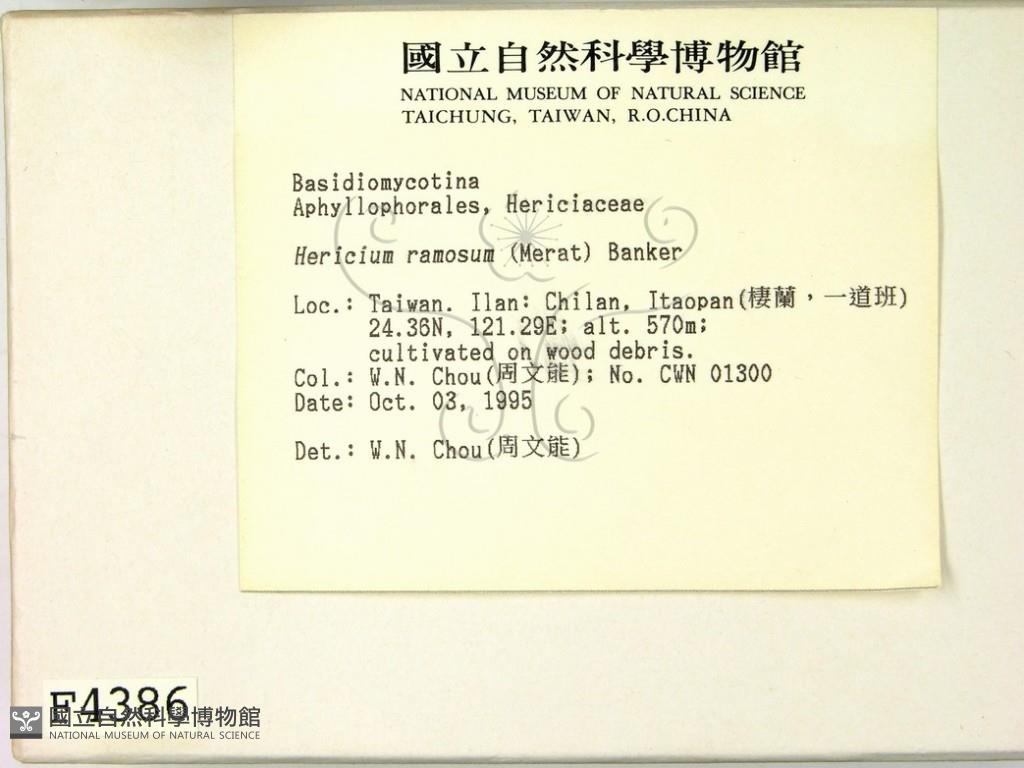 國立自然科學博物館
NATIONAL MUSEUM OF NATURAL SCIENCE
TAICHUNG, TAIWAN, R.O.CHINA
Basidiomycotina
Aphyllophorales, Hericiaceae
Hericium ramosum (Merat) Banker
Loc.: Taiwan. Ilan: Chilan, Itaopan(棲蘭，一道班)
24.36N, 121.29E; alt. 570m;
cultivated on wood debris.
Col.: W.N. Chou(周文能); No. CWN 01300
Date: Oct. 03, 1995
Det.: W.N. Chou(周文能)
F4386
國立自然科學博物館
NATIONAL MUSEUM OF NATURAL SCIENCE